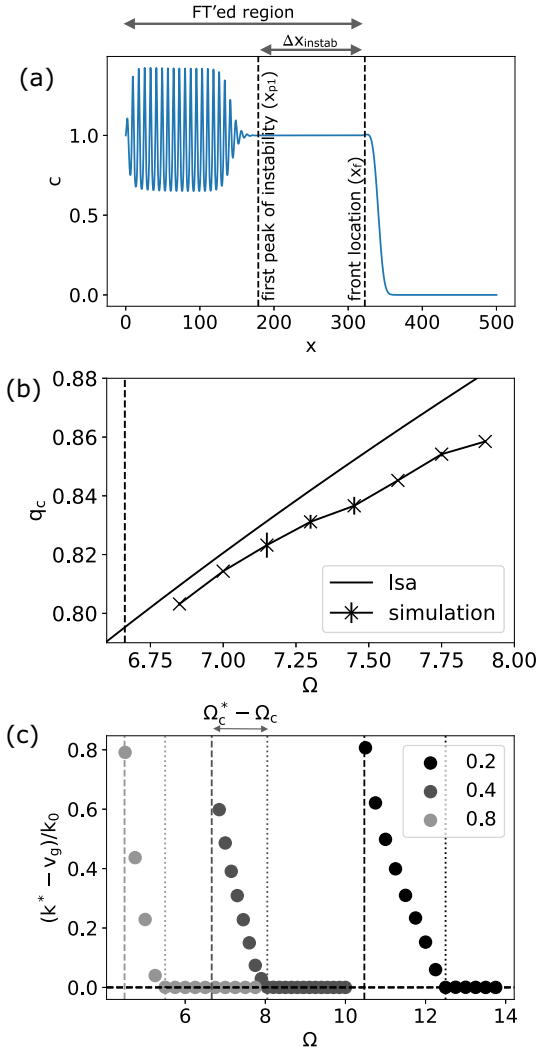 FT'ed region
Δx_instab
(a)
1.0
0.5
0.0
c
first peak of instability (x_p1)
front location (x_f)
0 100 200 300 400 500
x
(b)
0.88
0.86
0.84
0.82
0.80
q_c
lsa
simulation
6.75 7.00 7.25 7.50 7.75 8.00
Ω
(c)
Ω_c^* − Ω_c
0.8
0.6
0.4
0.2
0.0
(k^* − v_g)/k_0
0.2
0.4
0.8
6 8 10 12 14
Ω